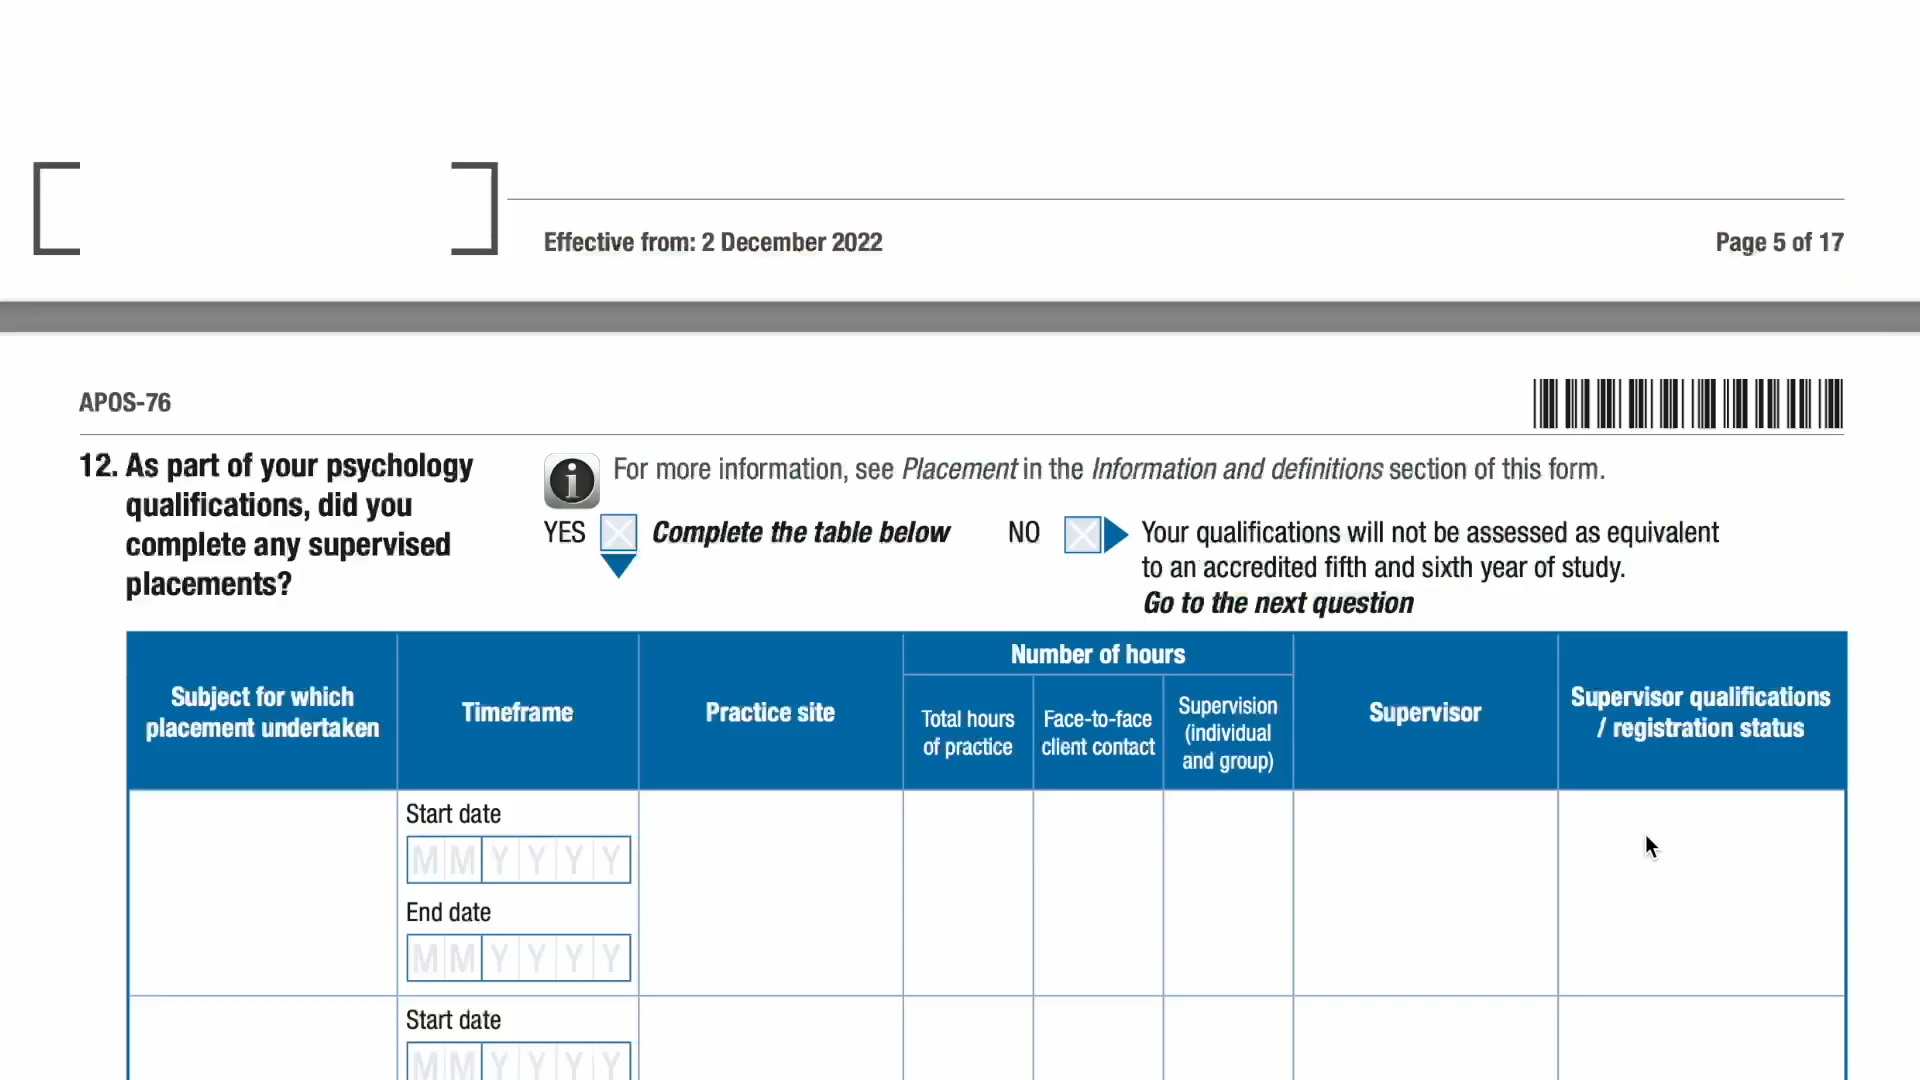 Effective from: 2 December 2022
Page 5 of 17
APOS-76
12. As part of your psychology
qualifications, did you
complete any supervised
placements?
For more information, see Placement in the Information and definitions section of this form.
YES
Complete the table below
NO
Your qualifications will not be assessed as equivalent
to an accredited fifth and sixth year of study.
Go to the next question
Subject for which
placement undertaken
Timeframe
Practice site
Number of hours
Total hours
of practice
Face-to-face
client contact
Supervision
(individual
and group)
Supervisor
Supervisor qualifications
/ registration status
Start date
MMYYYY
End date
MMYYYY
Start date
MMYYYY